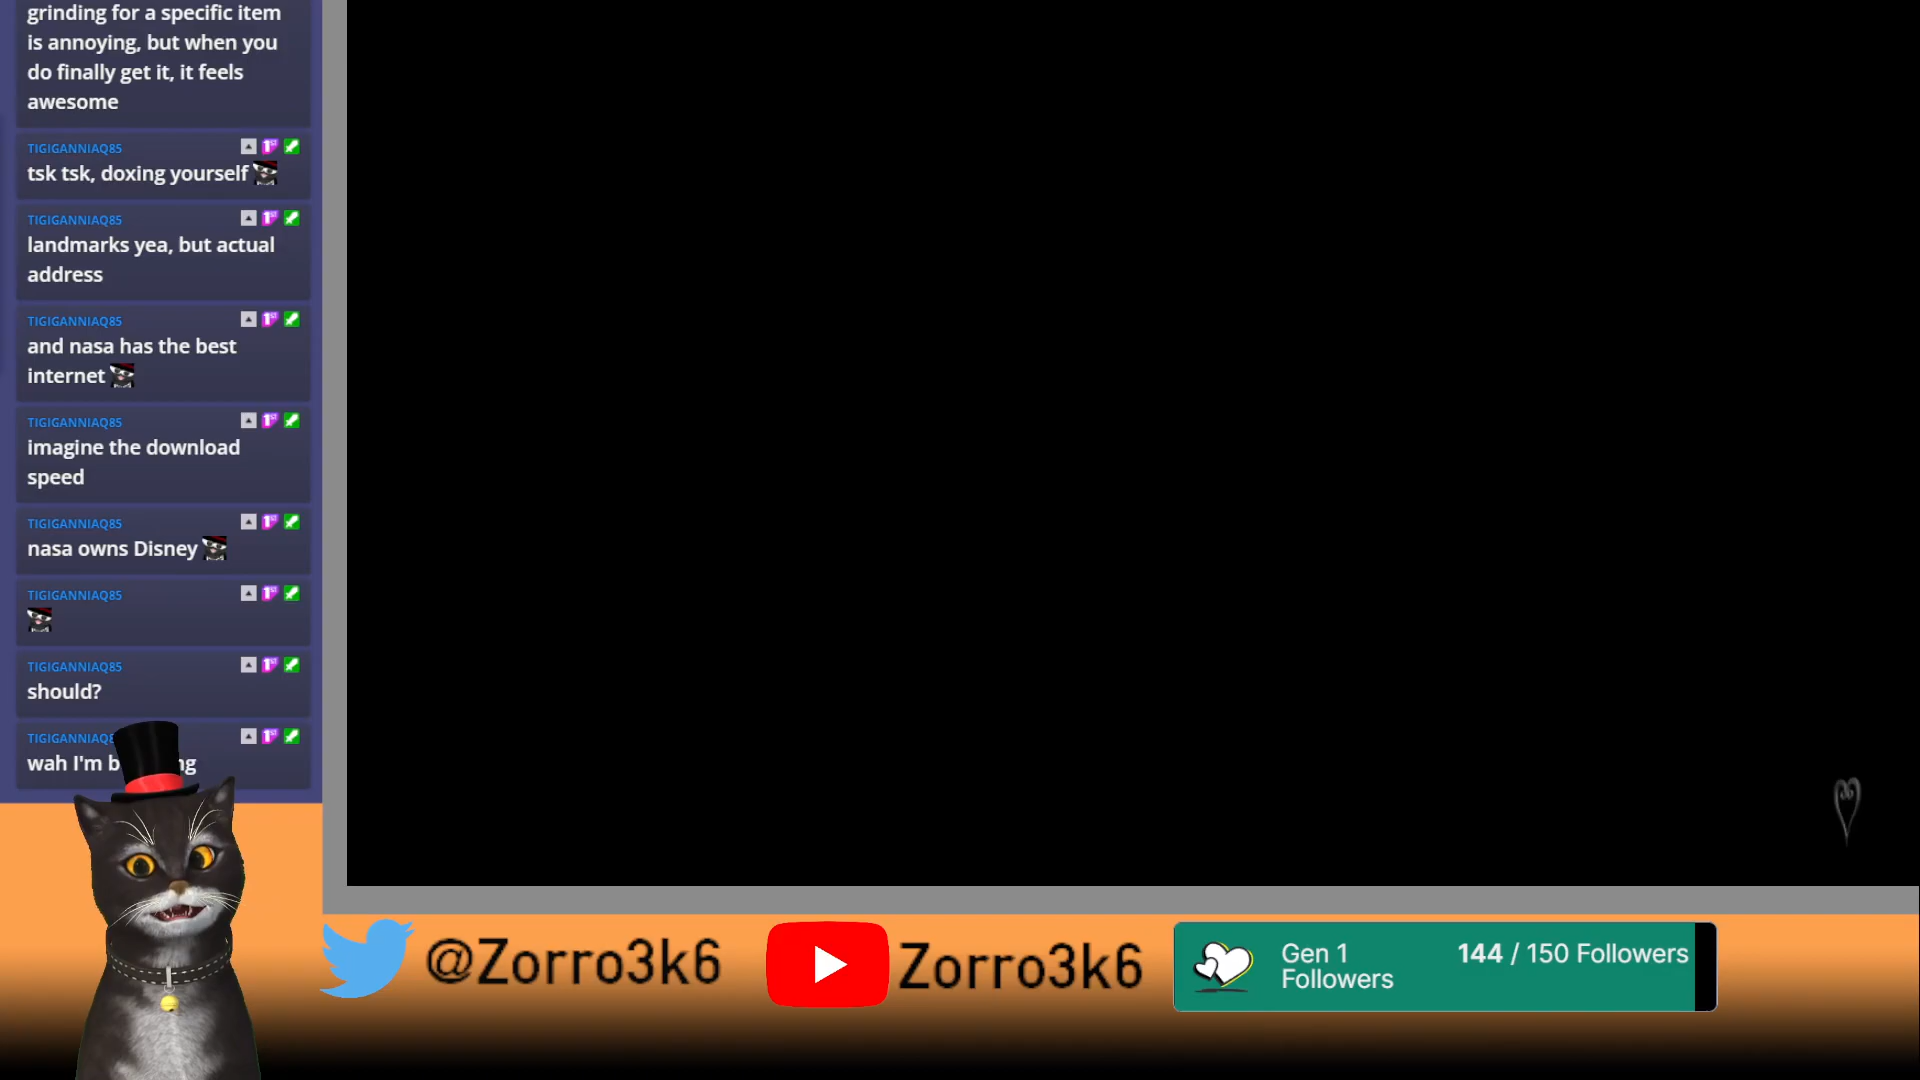 grinding for a specific item
is annoying, but when you
do finally get it, it feels
awesome
TIGIGANNIAQ85
tsk tsk, doxing yourself
TIGIGANNIAQ85
landmarks yea, but actual
address
TIGIGANNIAQ85
and nasa has the best
internet
TIGIGANNIAQ85
imagine the download
speed
TIGIGANNIAQ85
nasa owns Disney
TIGIGANNIAQ85
TIGIGANNIAQ85
should?
wah I'm
@Zorro3k6
Zorro3k6
Gen 1 144 / 150 Followers
Followers